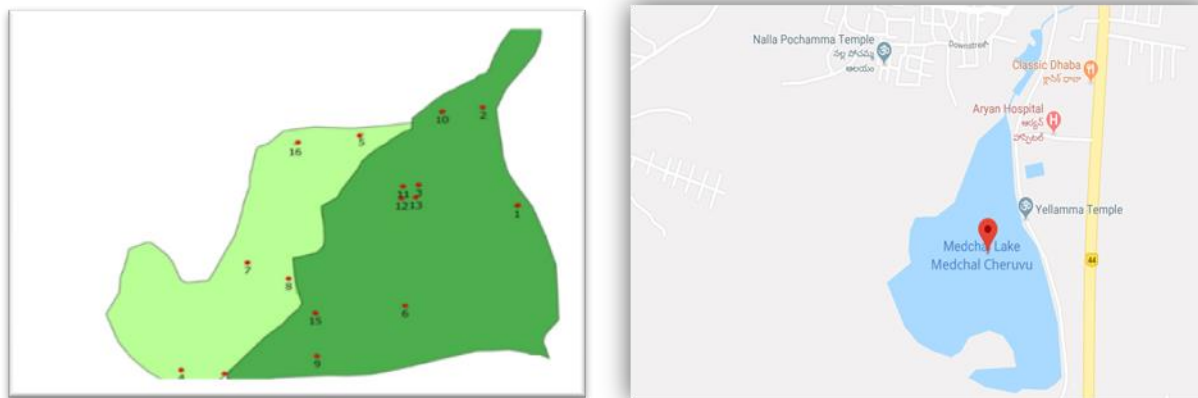 2
10
5
16
11 3
12 13
1
7
8
6
15
9
4
Nalla Pochamma Temple
నల్ల పోచమ్మ
ఆలయం
Downstreet
Classic Dhaba
క్లాసిక్ ధాబా
Aryan Hospital
ఆర్యన్
హాస్పిటల్
Yellamma Temple
Medchal Lake
Medchal Cheruvu
44